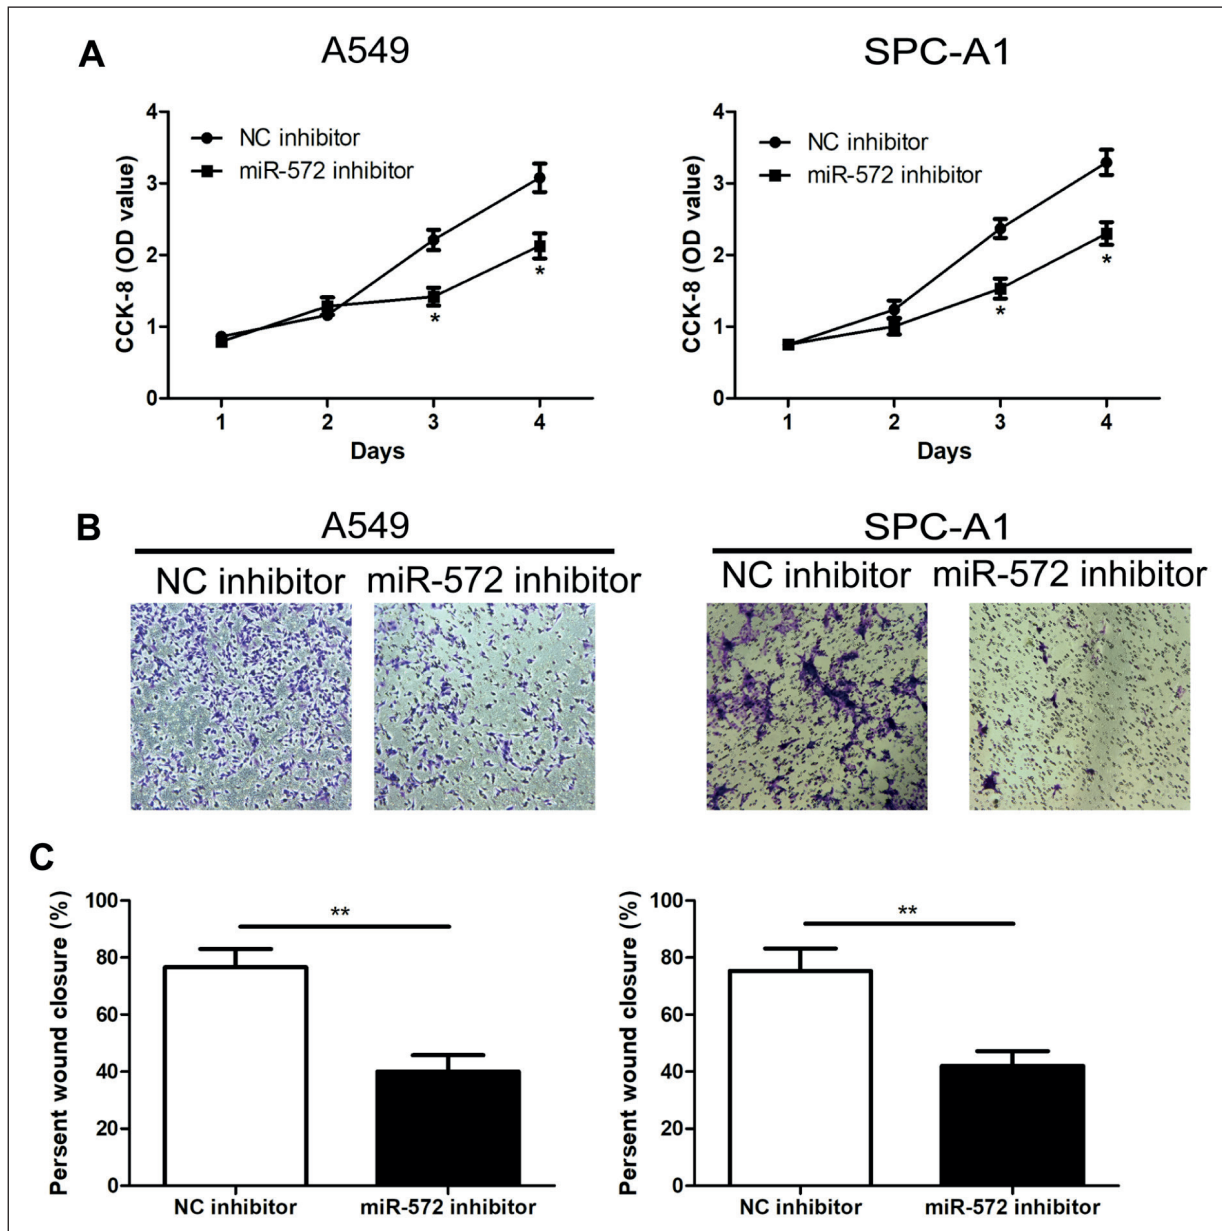 A
A549
SPC-A1
4
3
2
1
0
CCK-8 (OD value)
NC inhibitor
miR-572 inhibitor
*
*
1 2 3 4
Days
4
3
2
1
0
CCK-8 (OD value)
NC inhibitor
miR-572 inhibitor
*
*
1 2 3 4
Days
B
A549
SPC-A1
NC inhibitor miR-572 inhibitor
NC inhibitor miR-572 inhibitor
C
100
80
60
40
20
0
Persent wound closure (%)
**
NC inhibitor miR-572 inhibitor
100
80
60
40
20
0
Persent wound closure (%)
**
NC inhibitor miR-572 inhibitor